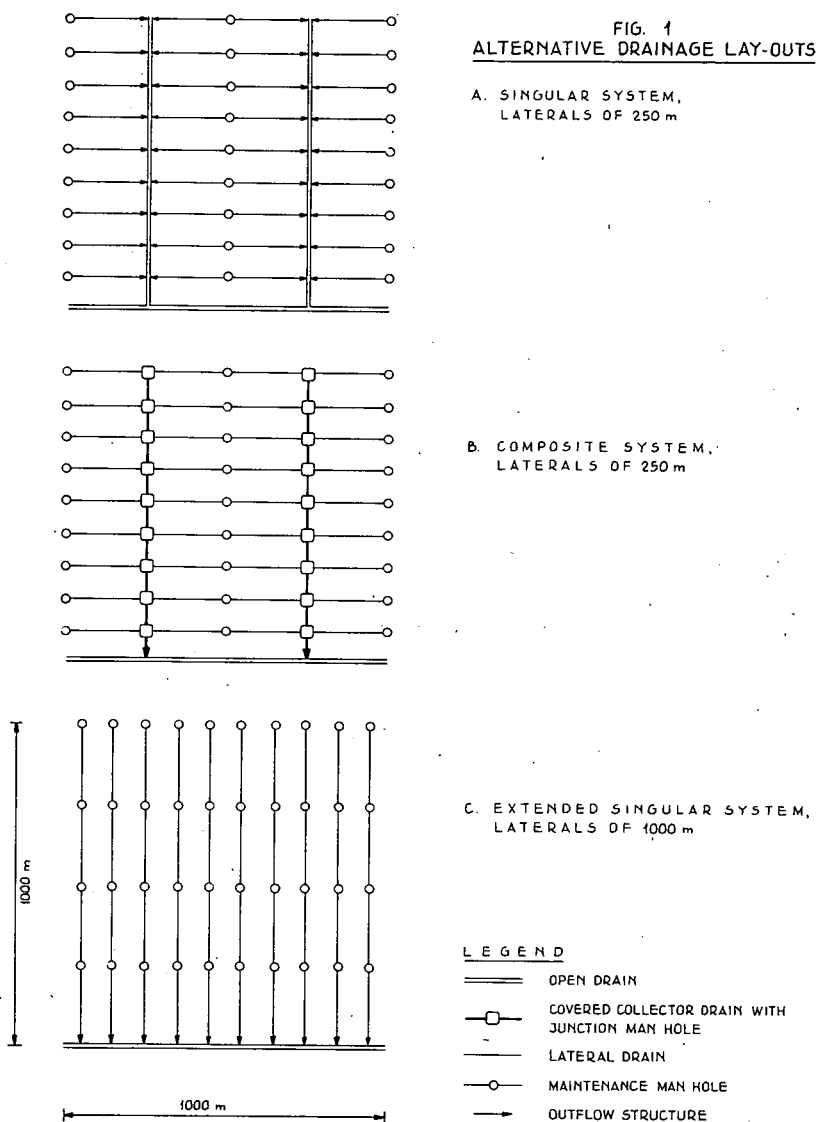 FIG. 1
ALTERNATIVE DRAINAGE LAY-OUTS
A. SINGULAR SYSTEM,
LATERALS OF 250 m
B. COMPOSITE SYSTEM,
LATERALS OF 250 m
C. EXTENDED SINGULAR SYSTEM,
LATERALS OF 1000 m
1000 m
1000 m
LEGEND
OPEN DRAIN
COVERED COLLECTOR DRAIN WITH
JUNCTION MAN HOLE
LATERAL DRAIN
MAINTENANCE MAN HOLE
OUTFLOW STRUCTURE